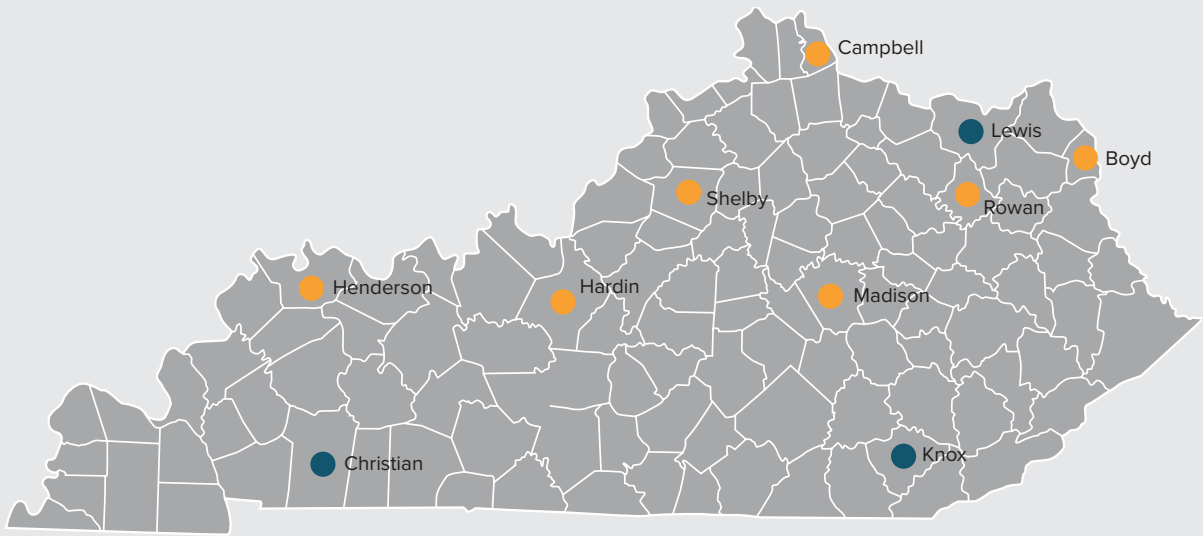 Campbell
Lewis
Boyd
Shelby
Rowan
Henderson
Hardin
Madison
Christian
Knox